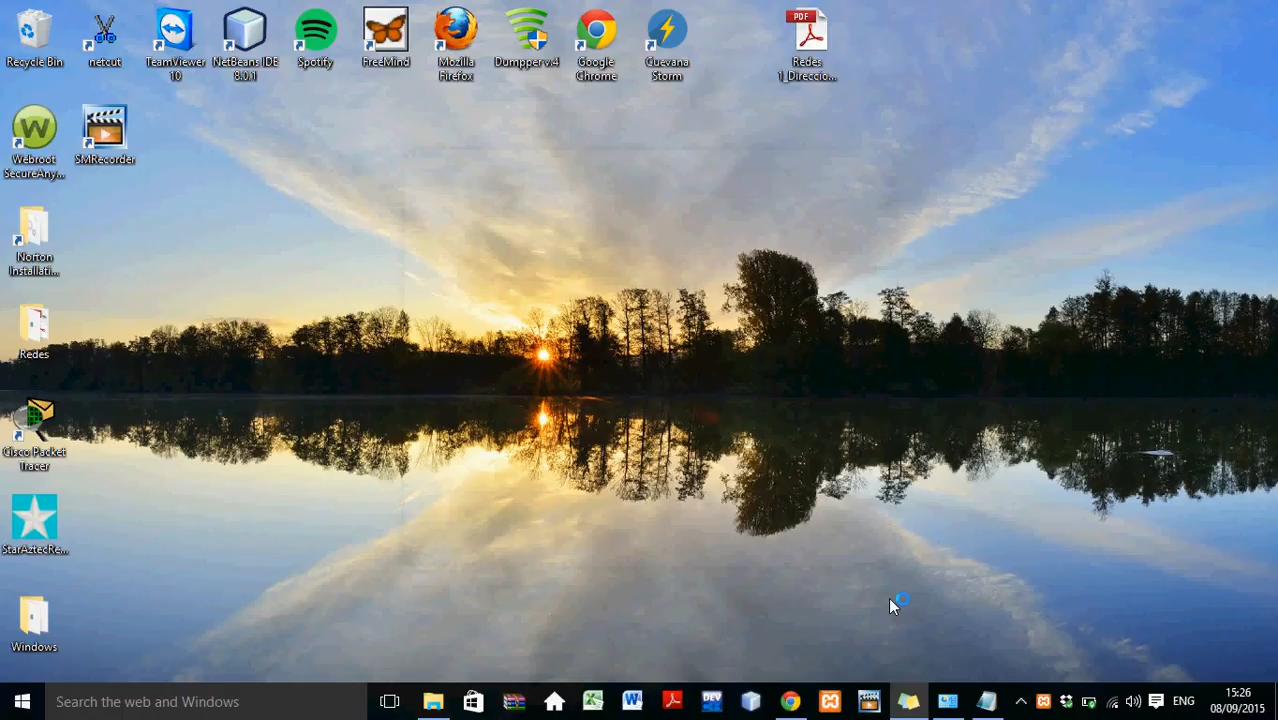 Recycle Bin
netcut
TeamViewer
10
NetBeans IDE
8.0.1
Spotify
FreeMind
Mozilla
Firefox
Dumpper v.4
Google
Chrome
Cuevana
Storm
PDF
Redes
1_Direccio...
W
Webroot
SecureAny...
SMRecorder
Norton
Installati...
Redes
Cisco Packet
Tracer
StarAztecRe...
Windows
Search the web and Windows
DEV
ENG
15:26
08/09/2015